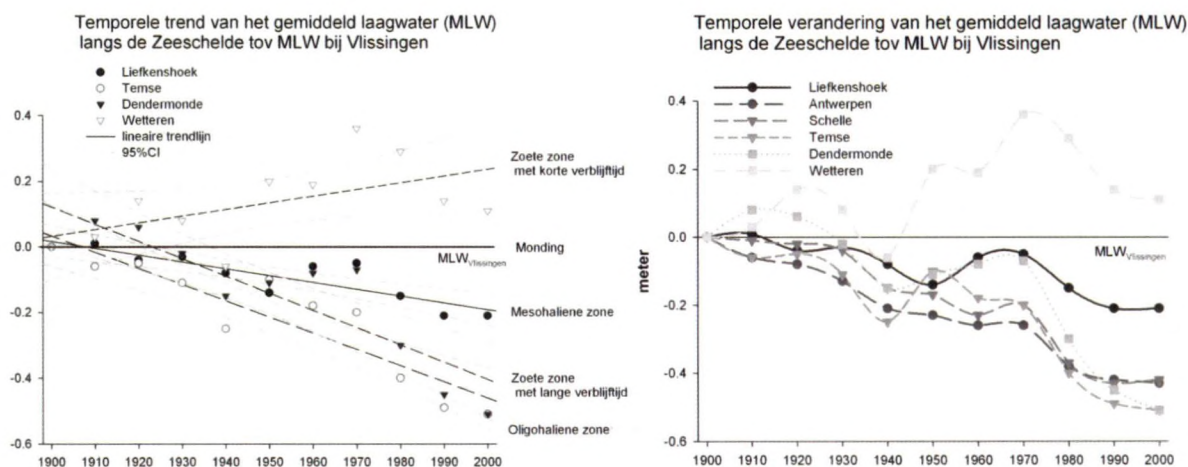 Temporele trend van het gemiddeld laagwater (MLW)
langs de Zeeschelde tov MLW bij Vlissingen
Liefkenshoek
Temse
Dendermonde
Wetteren
lineaire trendlijn
95%CI
0.4
0.2
0.0
-0.2
-0.4
-0.6
Zoete zone
met korte verblijftijd
Monding
MLW Vlissingen
Mesohaliene zone
Zoete zone
met lange verblijftijd
Oligohaliene zone
1900 1910 1920 1930 1940 1950 1960 1970 1980 1990 2000
Temporele verandering van het gemiddeld laagwater (MLW)
langs de Zeeschelde tov MLW bij Vlissingen
Liefkenshoek
Antwerpen
Schelle
Temse
Dendermonde
Wetteren
meter
0.4
0.2
0.0
-0.2
-0.4
-0.6
MLW Vlissingen
1900 1910 1920 1930 1940 1950 1960 1970 1980 1990 2000